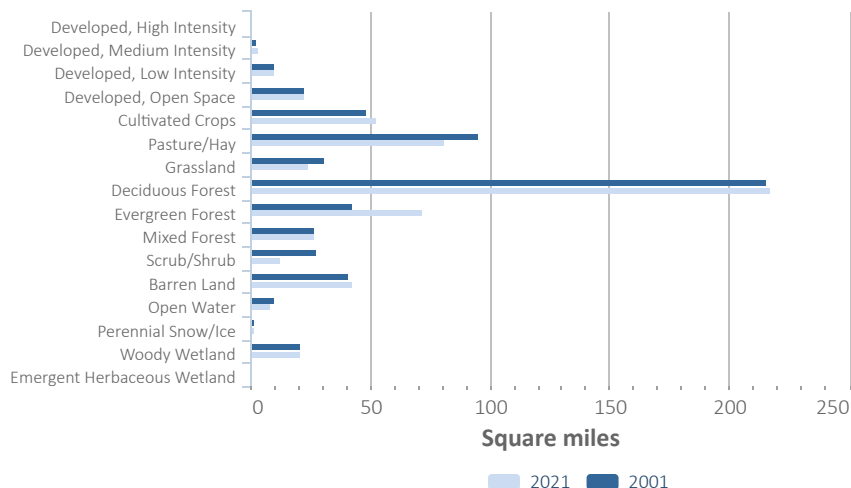 Developed, High Intensity
Developed, Medium Intensity
Developed, Low Intensity
Developed, Open Space
Cultivated Crops
Pasture/Hay
Grassland
Deciduous Forest
Evergreen Forest
Mixed Forest
Scrub/Shrub
Barren Land
Open Water
Perennial Snow/Ice
Woody Wetland
Emergent Herbaceous Wetland
0 50 100 150 200 250
Square miles
2021 2001